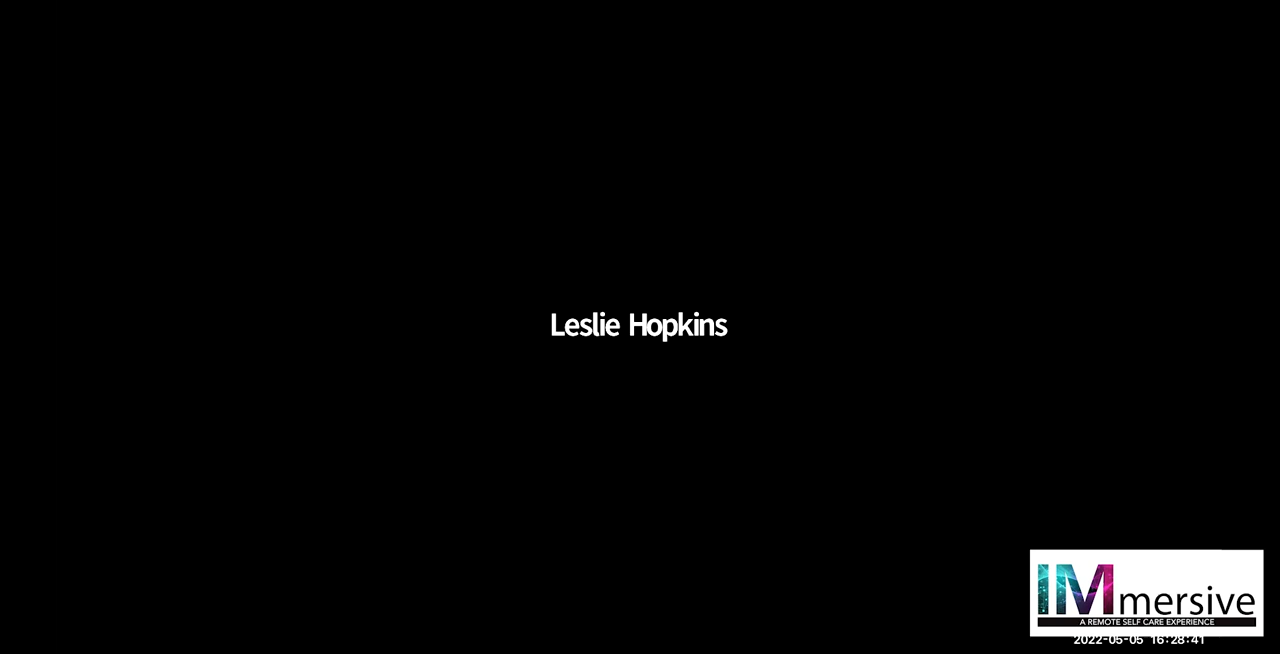 Leslie Hopkins
IMmersive
A REMOTE SELF CARE EXPERIENCE
2022-05-05 16:28:41